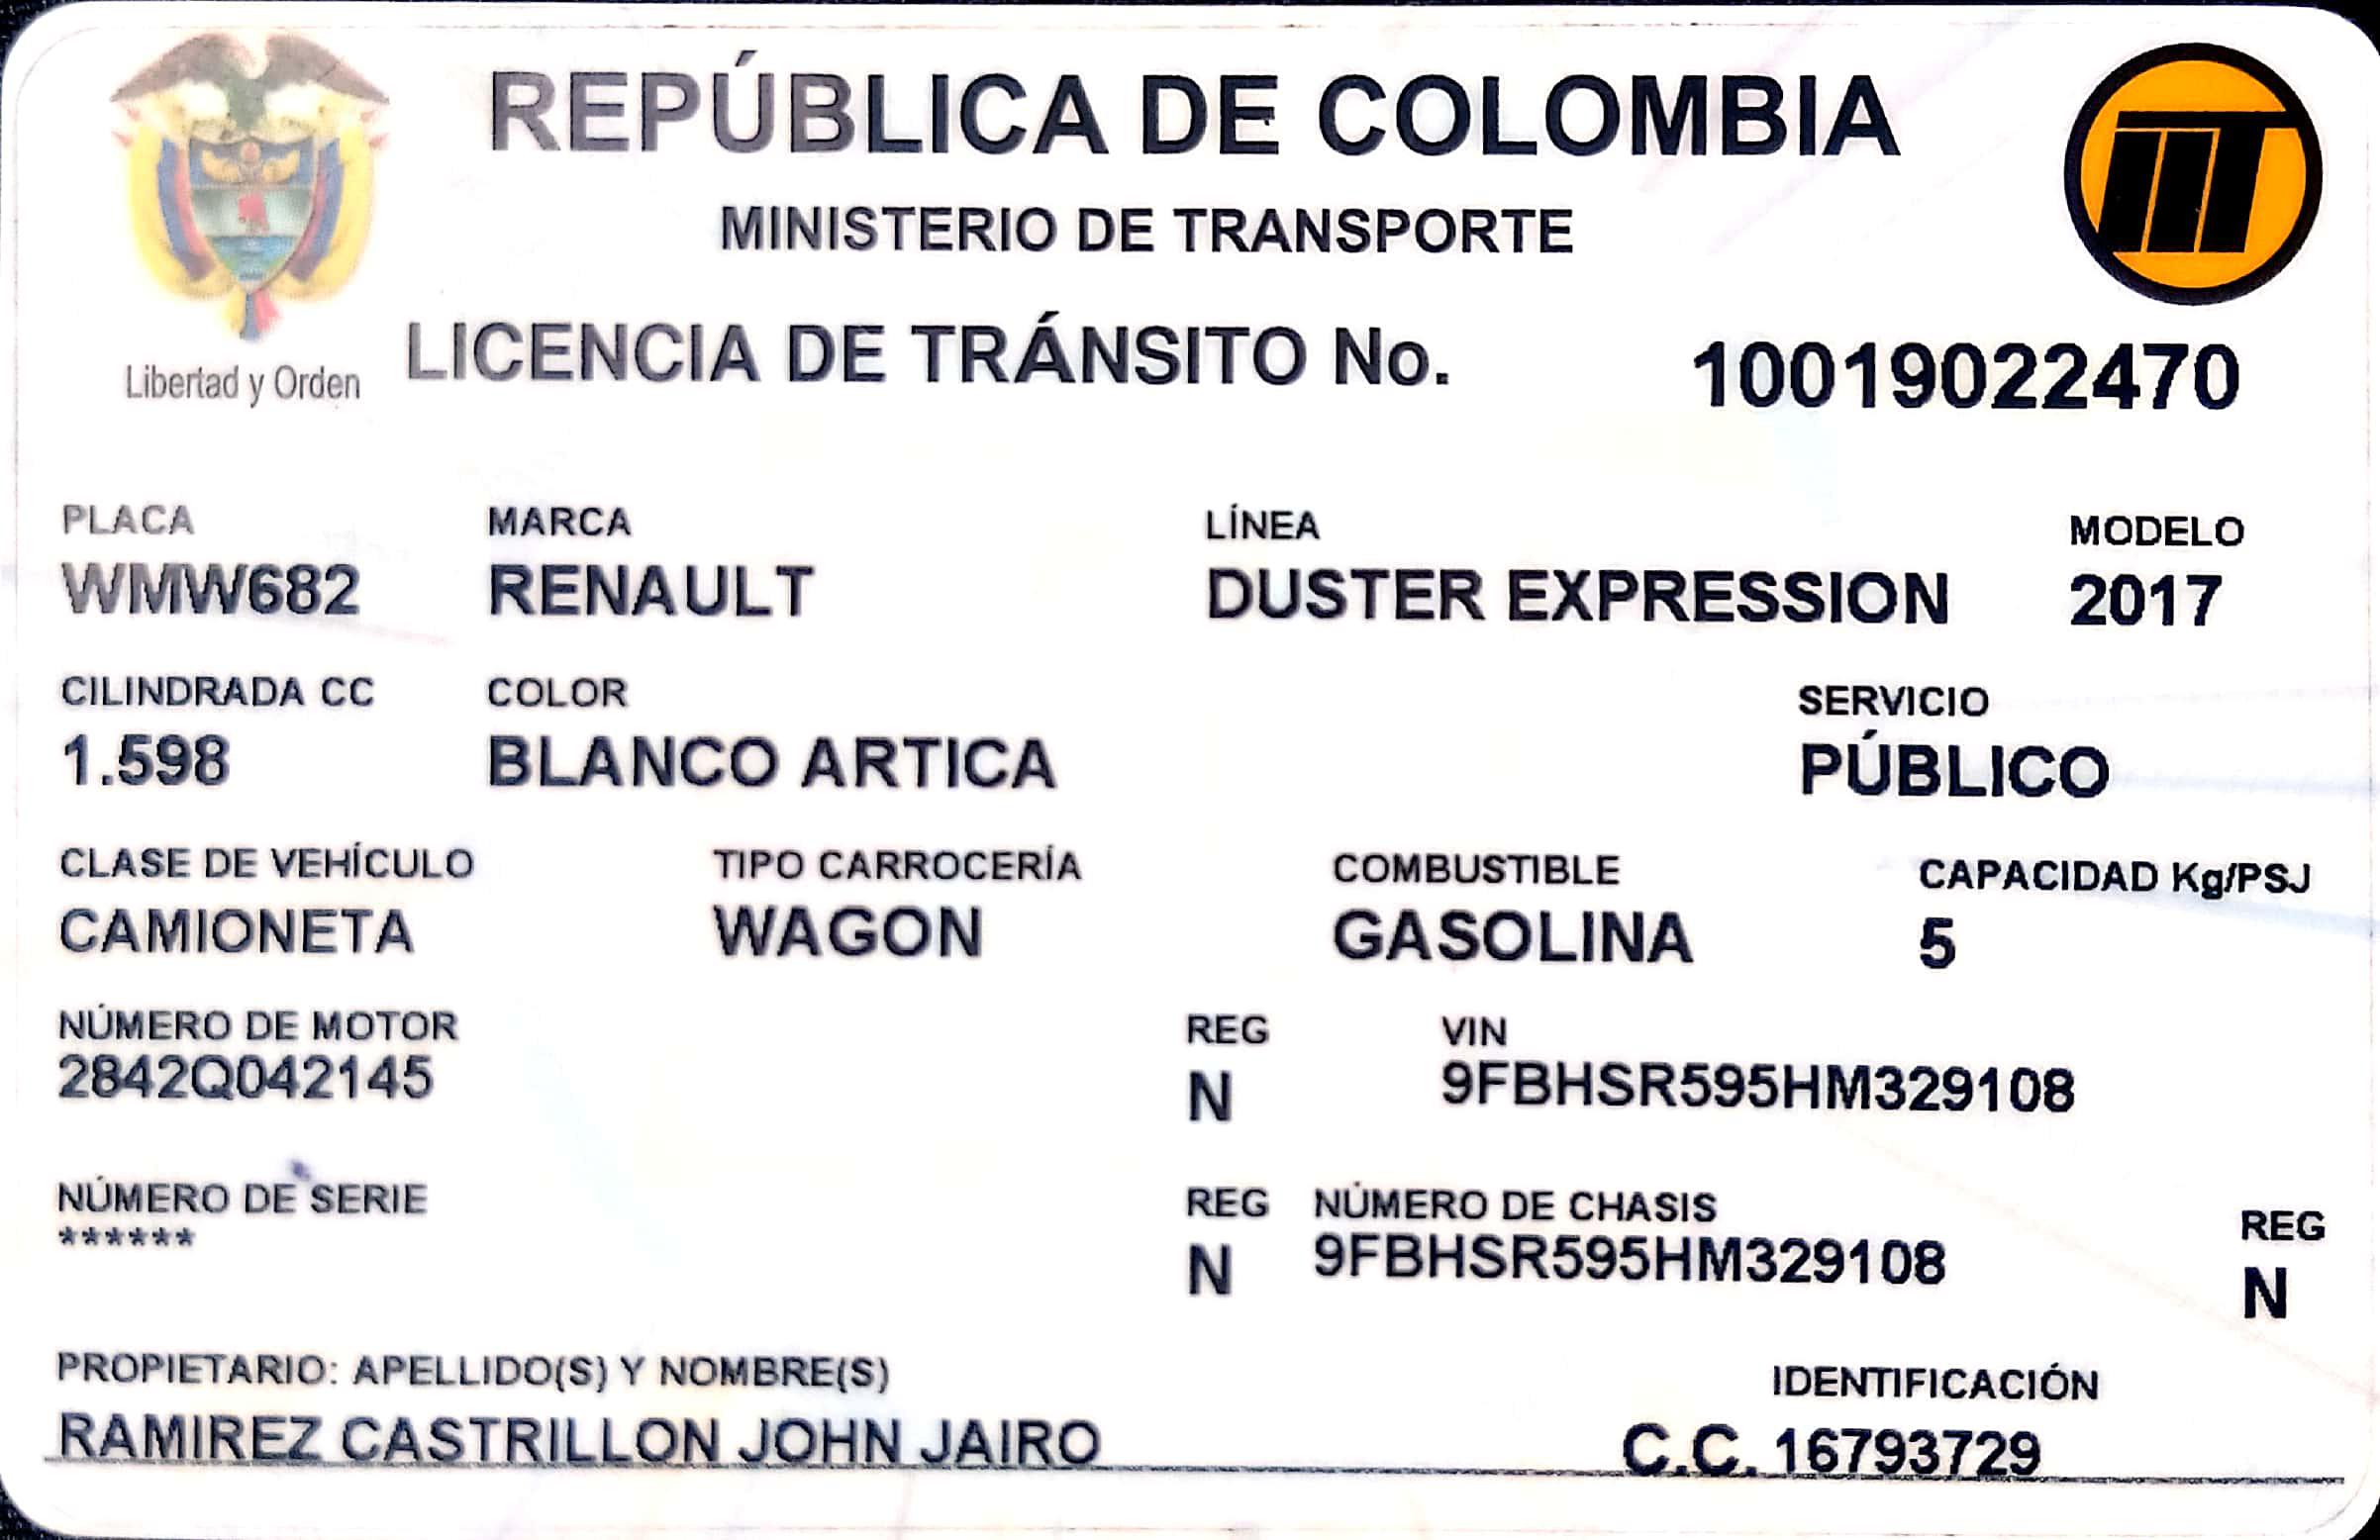 REPÚBLICA DE COLOMBIA
MINISTERIO DE TRANSPORTE
Libertad y Orden
LICENCIA DE TRÁNSITO No. 10019022470
PLACA MARCA LÍNEA MODELO
WMW682 RENAULT DUSTER EXPRESSION 2017
CILINDRADA CC COLOR SERVICIO
1.598 BLANCO ARTICA PÚBLICO
CLASE DE VEHÍCULO TIPO CARROCERÍA COMBUSTIBLE CAPACIDAD Kg/PSJ
CAMIONETA WAGON GASOLINA 5
NÚMERO DE MOTOR REG VIN
2842Q042145 N 9FBHSR595HM329108
NÚMERO DE SERIE REG NÚMERO DE CHASIS REG
****** N 9FBHSR595HM329108 N
PROPIETARIO: APELLIDO(S) Y NOMBRE(S) IDENTIFICACIÓN
RAMIREZ CASTRILLON JOHN JAIRO C.C. 16793729